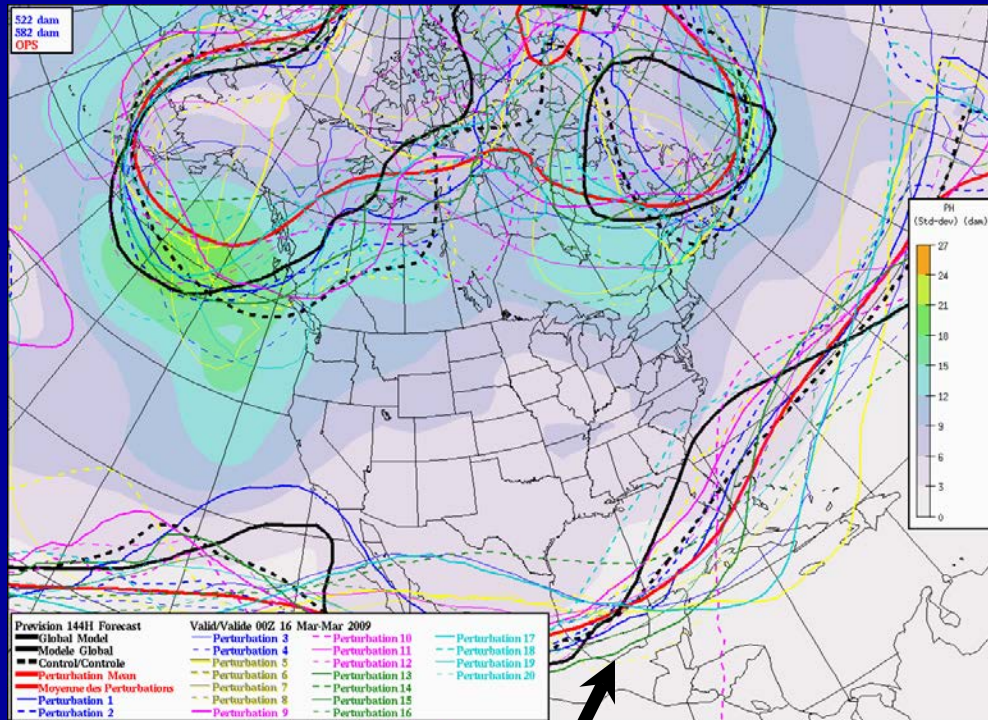 522 dam
582 dam
OPS
PH
(Std-dev) (dam)
27
24
21
18
15
12
9
6
3
0
Prevision 144H Forecast
Valid/Valide 00Z 16 Mar-Mar 2009
Global Model
Modele Global
Control/Controle
Perturbation Mean
Moyenne des Perturbations
Perturbation 1
Perturbation 2
Perturbation 3
Perturbation 4
Perturbation 5
Perturbation 6
Perturbation 7
Perturbation 8
Perturbation 9
Perturbation 10
Perturbation 11
Perturbation 12
Perturbation 13
Perturbation 14
Perturbation 15
Perturbation 16
Perturbation 17
Perturbation 18
Perturbation 19
Perturbation 20